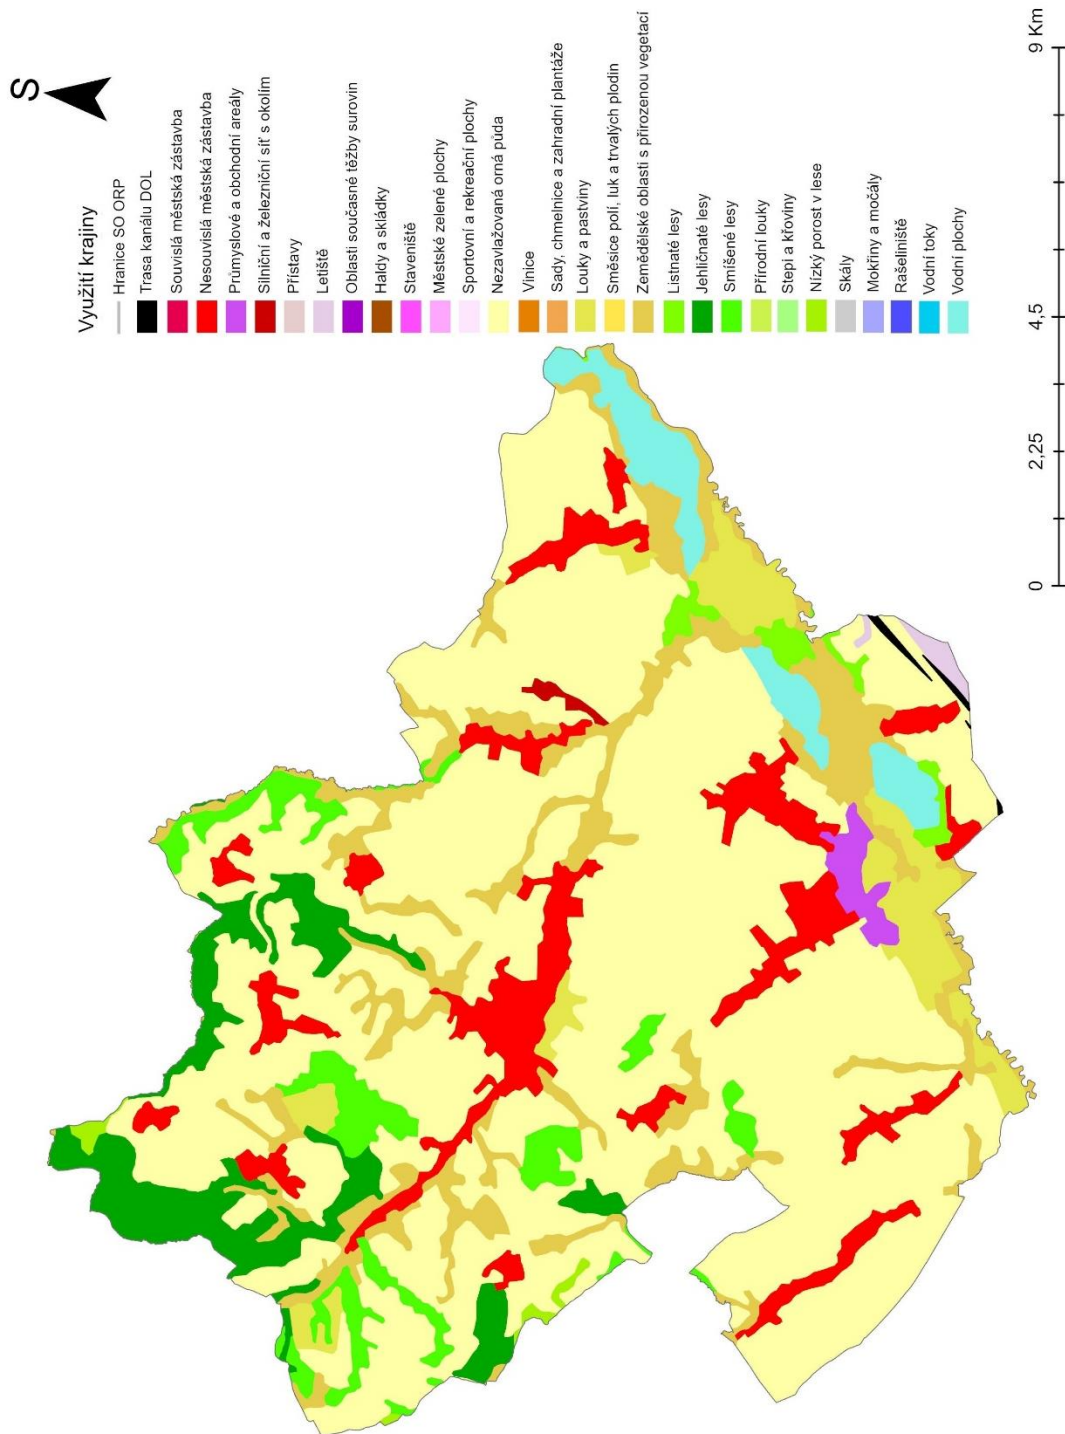 S
Využití krajiny
Hranice SO ORP
Trasa kanálu DOL
Souvislá městská zástavba
Nesouvislá městská zástavba
Průmyslové a obchodní areály
Silniční a železniční síť s okolím
Přístavy
Letiště
Oblasti současné těžby surovin
Haldy a skládky
Staveniště
Městské zelené plochy
Sportovní a rekreační plochy
Nezavlažovaná orná půda
Vinice
Sady, chmelnice a zahradní plantáže
Louky a pastviny
Směsice polí, luk a trvalých plodin
Zemědělské oblasti s přirozenou vegetací
Listnaté lesy
Jehličnaté lesy
Smíšené lesy
Přírodní louky
Stepi a křoviny
Nízký porost v lese
Skály
Mokřiny a močály
Rašeliniště
Vodní toky
Vodní plochy
0 2,25 4,5 9 Km